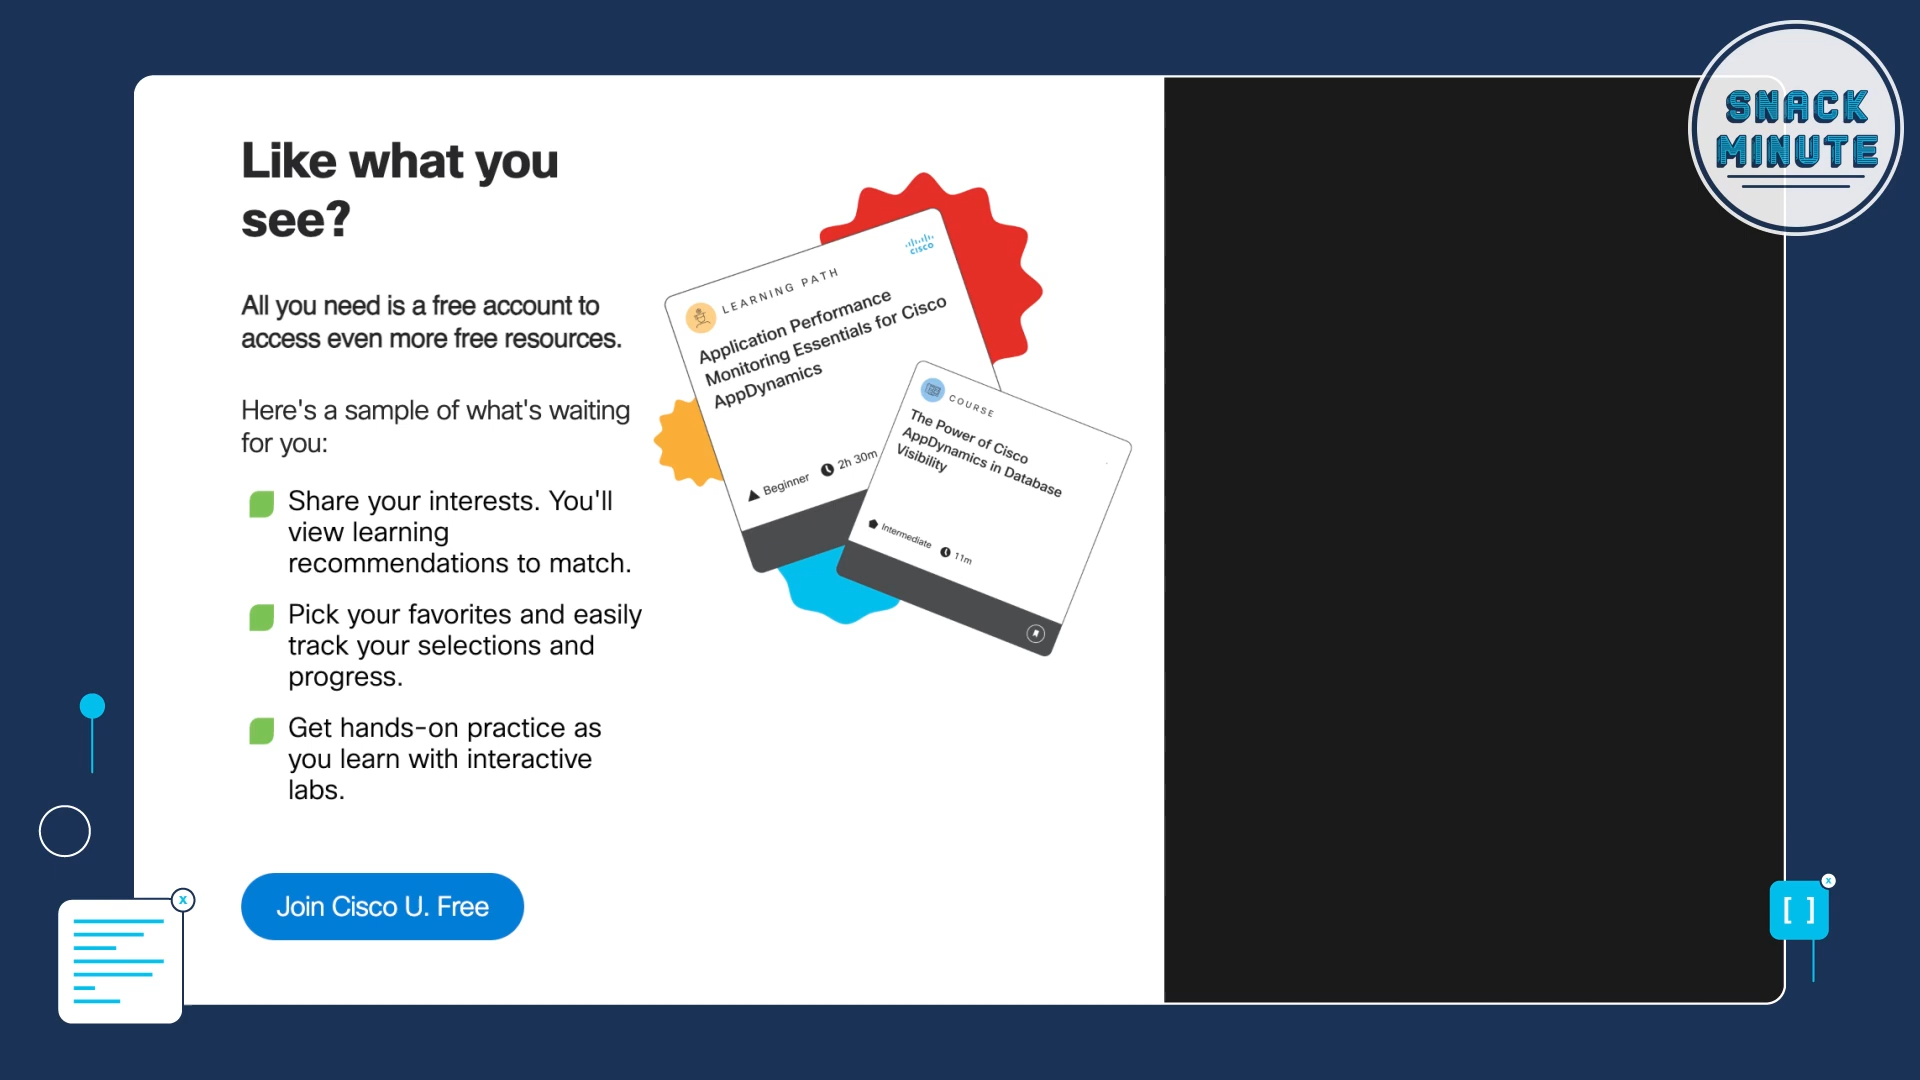 SNACK
MINUTE
Like what you
see?
All you need is a free account to
access even more free resources.
Here's a sample of what's waiting
for you:
Share your interests. You'll
view learning
recommendations to match.
Pick your favorites and easily
track your selections and
progress.
Get hands-on practice as
you learn with interactive
labs.
Join Cisco U. Free
CISCO
LEARNING PATH
Application Performance
Monitoring Essentials for Cisco
AppDynamics
Beginner 2h 30m
COURSE
The Power of Cisco
AppDynamics in Database
Visibility
Intermediate 11m
x
x
[ ]